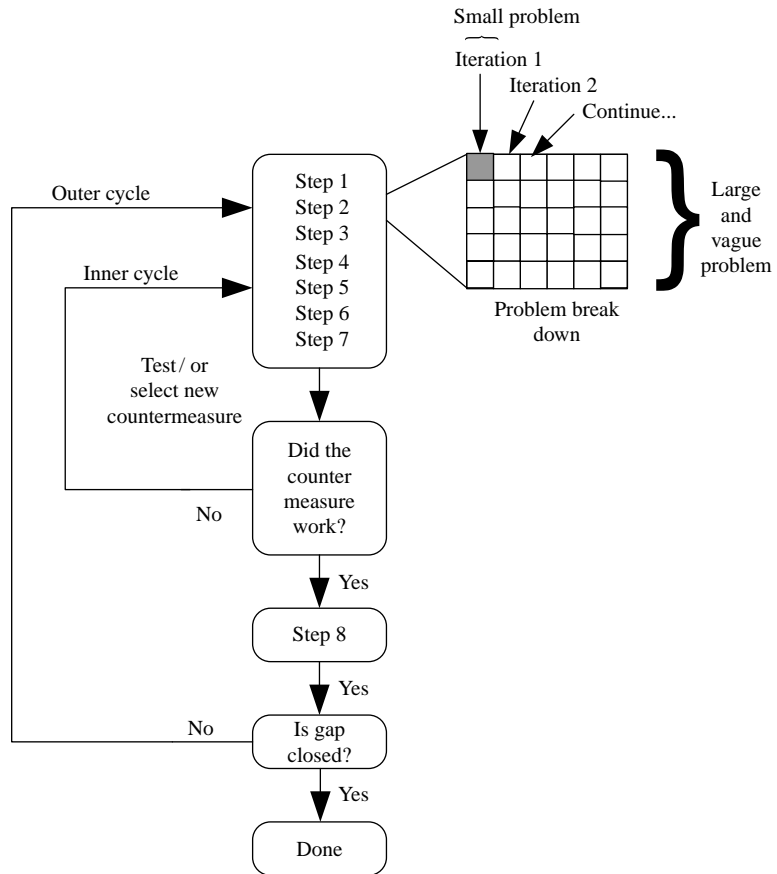 Small problem
Iteration 1
Iteration 2
Continue...
Large
and
vague
problem
Problem break
down
Outer cycle
Inner cycle
Step 1
Step 2
Step 3
Step 4
Step 5
Step 6
Step 7
Test / or
select new
countermeasure
Did the
counter
measure
work?
No
Yes
Step 8
Yes
No
Is gap
closed?
Yes
Done